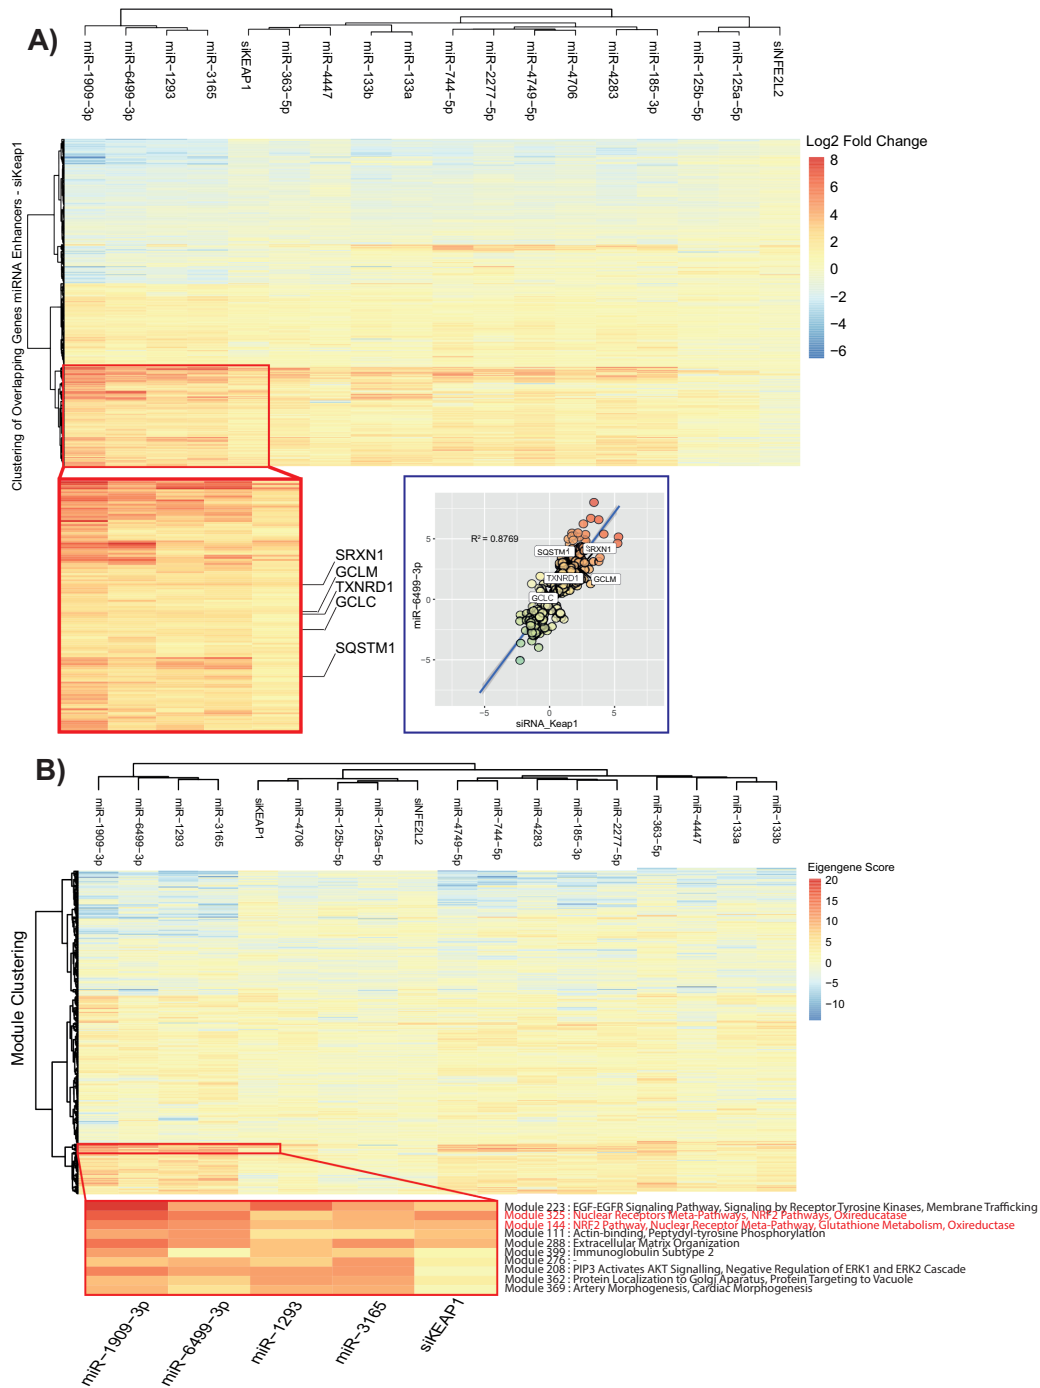 A)
miR−1909−3p
miR−6499−3p
miR−1293
miR−3165
siKEAP1
miR−363−5p
miR−4447
miR−133b
miR−133a
miR−744−5p
miR−2277−5p
miR−4749−5p
miR−4706
miR−4283
miR−185−3p
miR−125b−5p
miR−125a−5p
siNFE2L2
Clustering of Overlapping Genes miRNA Enhancers - siKeap1
Log2 Fold Change
8
6
4
2
0
−2
−4
−6
SRXN1
GCLM
TXNRD1
GCLC
SQSTM1
R² = 0.8769
SQSTM1
SRXN1
TXNRD1
GCLM
GCLC
miR−6499−3p
5
0
−5
−5
0
5
siRNA_Keap1
B)
miR−1909−3p
miR−6499−3p
miR−1293
miR−3165
siKEAP1
miR−4706
miR−125b−5p
miR−125a−5p
siNFE2L2
miR−4749−5p
miR−744−5p
miR−4283
miR−185−3p
miR−2277−5p
miR−363−5p
miR−4447
miR−133a
miR−133b
Module Clustering
Eigengene Score
20
15
10
5
0
−5
−10
Module 223 : EGF-EGFR Signaling Pathway, Signaling by Receptor Tyrosine Kinases, Membrane Trafficking
Module 325 : Nuclear Receptors Meta-Pathways, NRF2 Pathways, Oxireducatase
Module 144 : NRF2 Pathway, Nuclear Receptor Meta-Pathway, Glutathione Metabolism, Oxireductase
Module 111 : Actin-binding, Peptydyl-tyrosine Phosphorylation
Module 288 : Extracellular Matrix Organization
Module 399 : Immunoglobulin Subtype 2
Module 276 : -
Module 208 : PIP3 Activates AKT Signalling, Negative Regulation of ERK1 and ERK2 Cascade
Module 362 : Protein Localization to Golgi Aparatus, Protein Targeting to Vacuole
Module 369 : Artery Morphogenesis, Cardiac Morphogenesis
miR−1909−3p
miR−6499−3p
miR−1293
miR−3165
siKEAP1